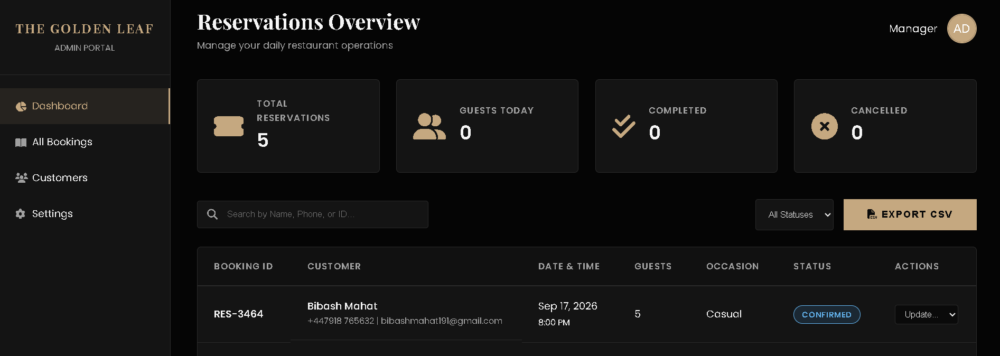 THE GOLDEN LEAF
ADMIN PORTAL
Dashboard
All Bookings
Customers
Settings
Reservations Overview
Manage your daily restaurant operations
Manager
AD
TOTAL
RESERVATIONS
5
GUESTS TODAY
0
COMPLETED
0
CANCELLED
0
Search by Name, Phone, or ID...
All Statuses
CSV EXPORT CSV
BOOKING ID CUSTOMER DATE & TIME GUESTS OCCASION STATUS ACTIONS
RES-3464
Bibash Mahat
+447918 765632 | bibashmahat191@gmail.com
Sep 17, 2026
8:00 PM
5
Casual
CONFIRMED
Update...